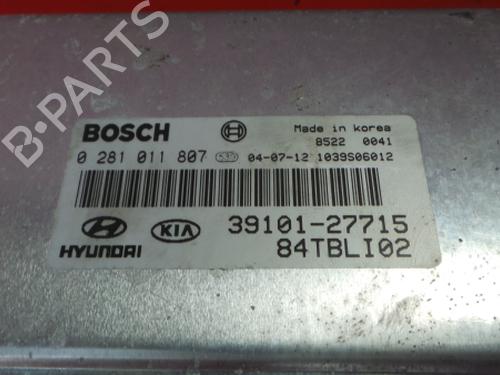 B-PARTS
BOSCH
Made in korea
8522 0041
0 281 011 807 04-07-12 1039S06012
HYUNDAI KIA 39101-27715
84TBLI02